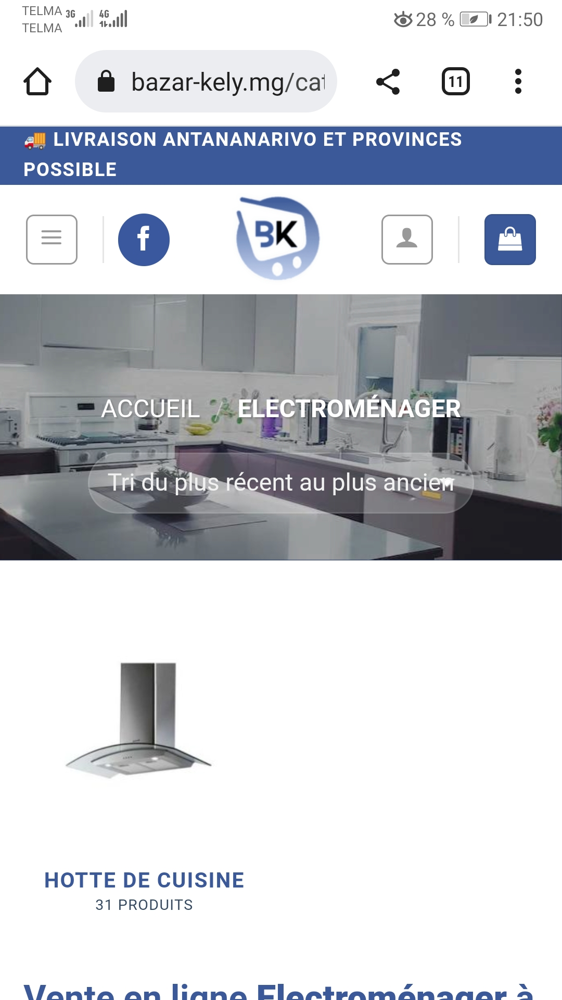 TELMA 3G 4G
TELMA
28 % 21:50
bazar-kely.mg/cat
11
🚚 LIVRAISON ANTANANARIVO ET PROVINCES
POSSIBLE
f
BK
ACCUEIL / ELECTROMÉNAGER
Tri du plus récent au plus ancien
HOTTE DE CUISINE
31 PRODUITS
Vente en ligne Electroménager à